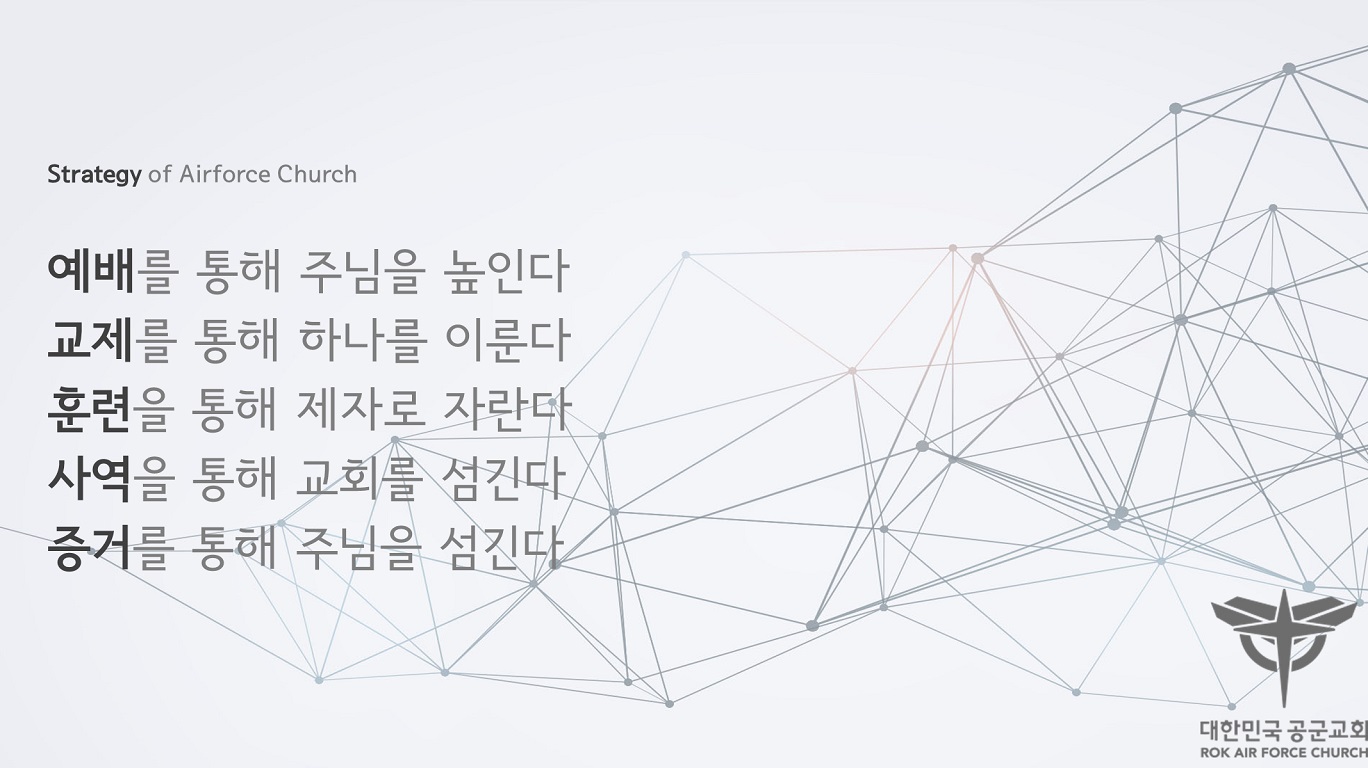 Strategy of Airforce Church
예배를 통해 주님을 높인다
교제를 통해 하나를 이룬다
훈련을 통해 제자로 자란다
사역을 통해 교회를 섬긴다
증거를 통해 주님을 섬긴다
대한민국 공군교회
ROK AIR FORCE CHURCH